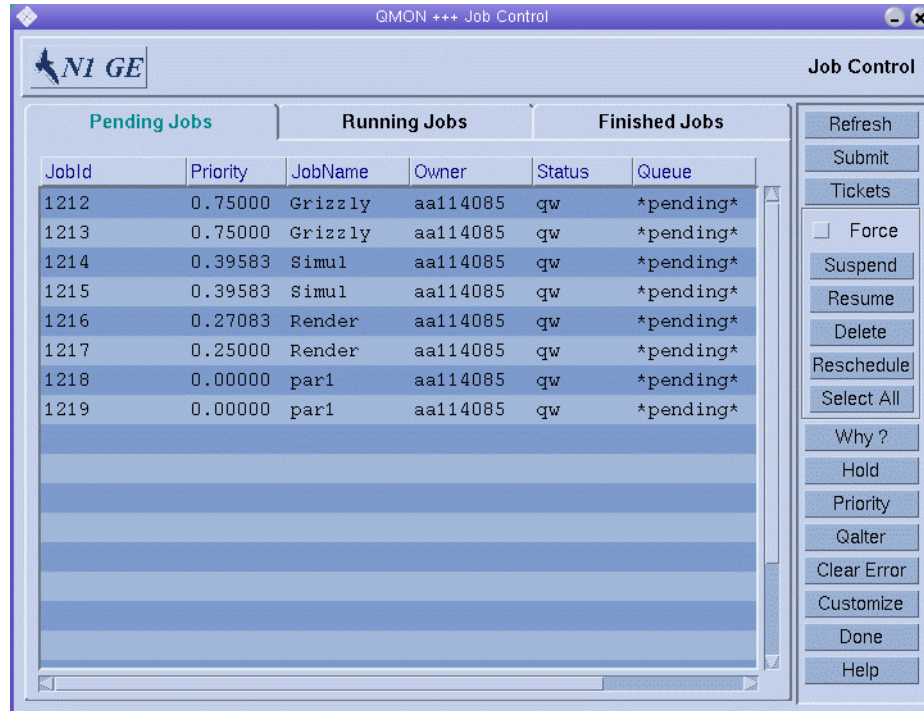 QMON +++ Job Control
N1 GE
Job Control
Pending Jobs Running Jobs Finished Jobs
JobId Priority JobName Owner Status Queue
1212 0.75000 Grizzly aa114085 qw *pending*
1213 0.75000 Grizzly aa114085 qw *pending*
1214 0.39583 Simul aa114085 qw *pending*
1215 0.39583 Simul aa114085 qw *pending*
1216 0.27083 Render aa114085 qw *pending*
1217 0.25000 Render aa114085 qw *pending*
1218 0.00000 par1 aa114085 qw *pending*
1219 0.00000 par1 aa114085 qw *pending*
Refresh
Submit
Tickets
Force
Suspend
Resume
Delete
Reschedule
Select All
Why ?
Hold
Priority
Qalter
Clear Error
Customize
Done
Help